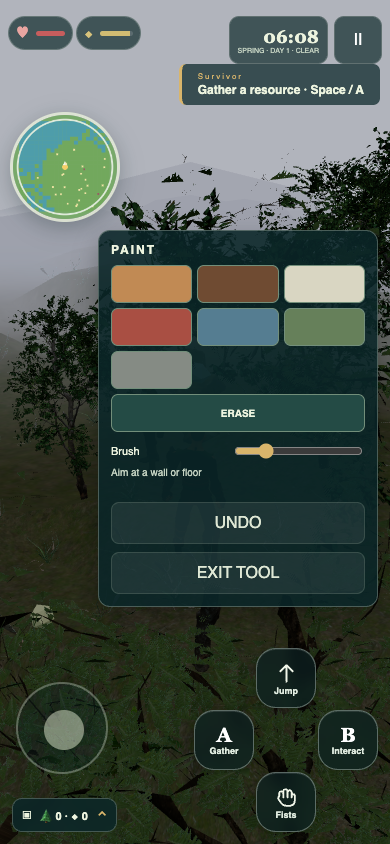 06:08
SPRING · DAY 1 · CLEAR
Survivor
Gather a resource · Space / A
PAINT
ERASE
Brush
Aim at a wall or floor
UNDO
EXIT TOOL
Jump
A
Gather
B
Interact
Fists
0 · ◆ 0